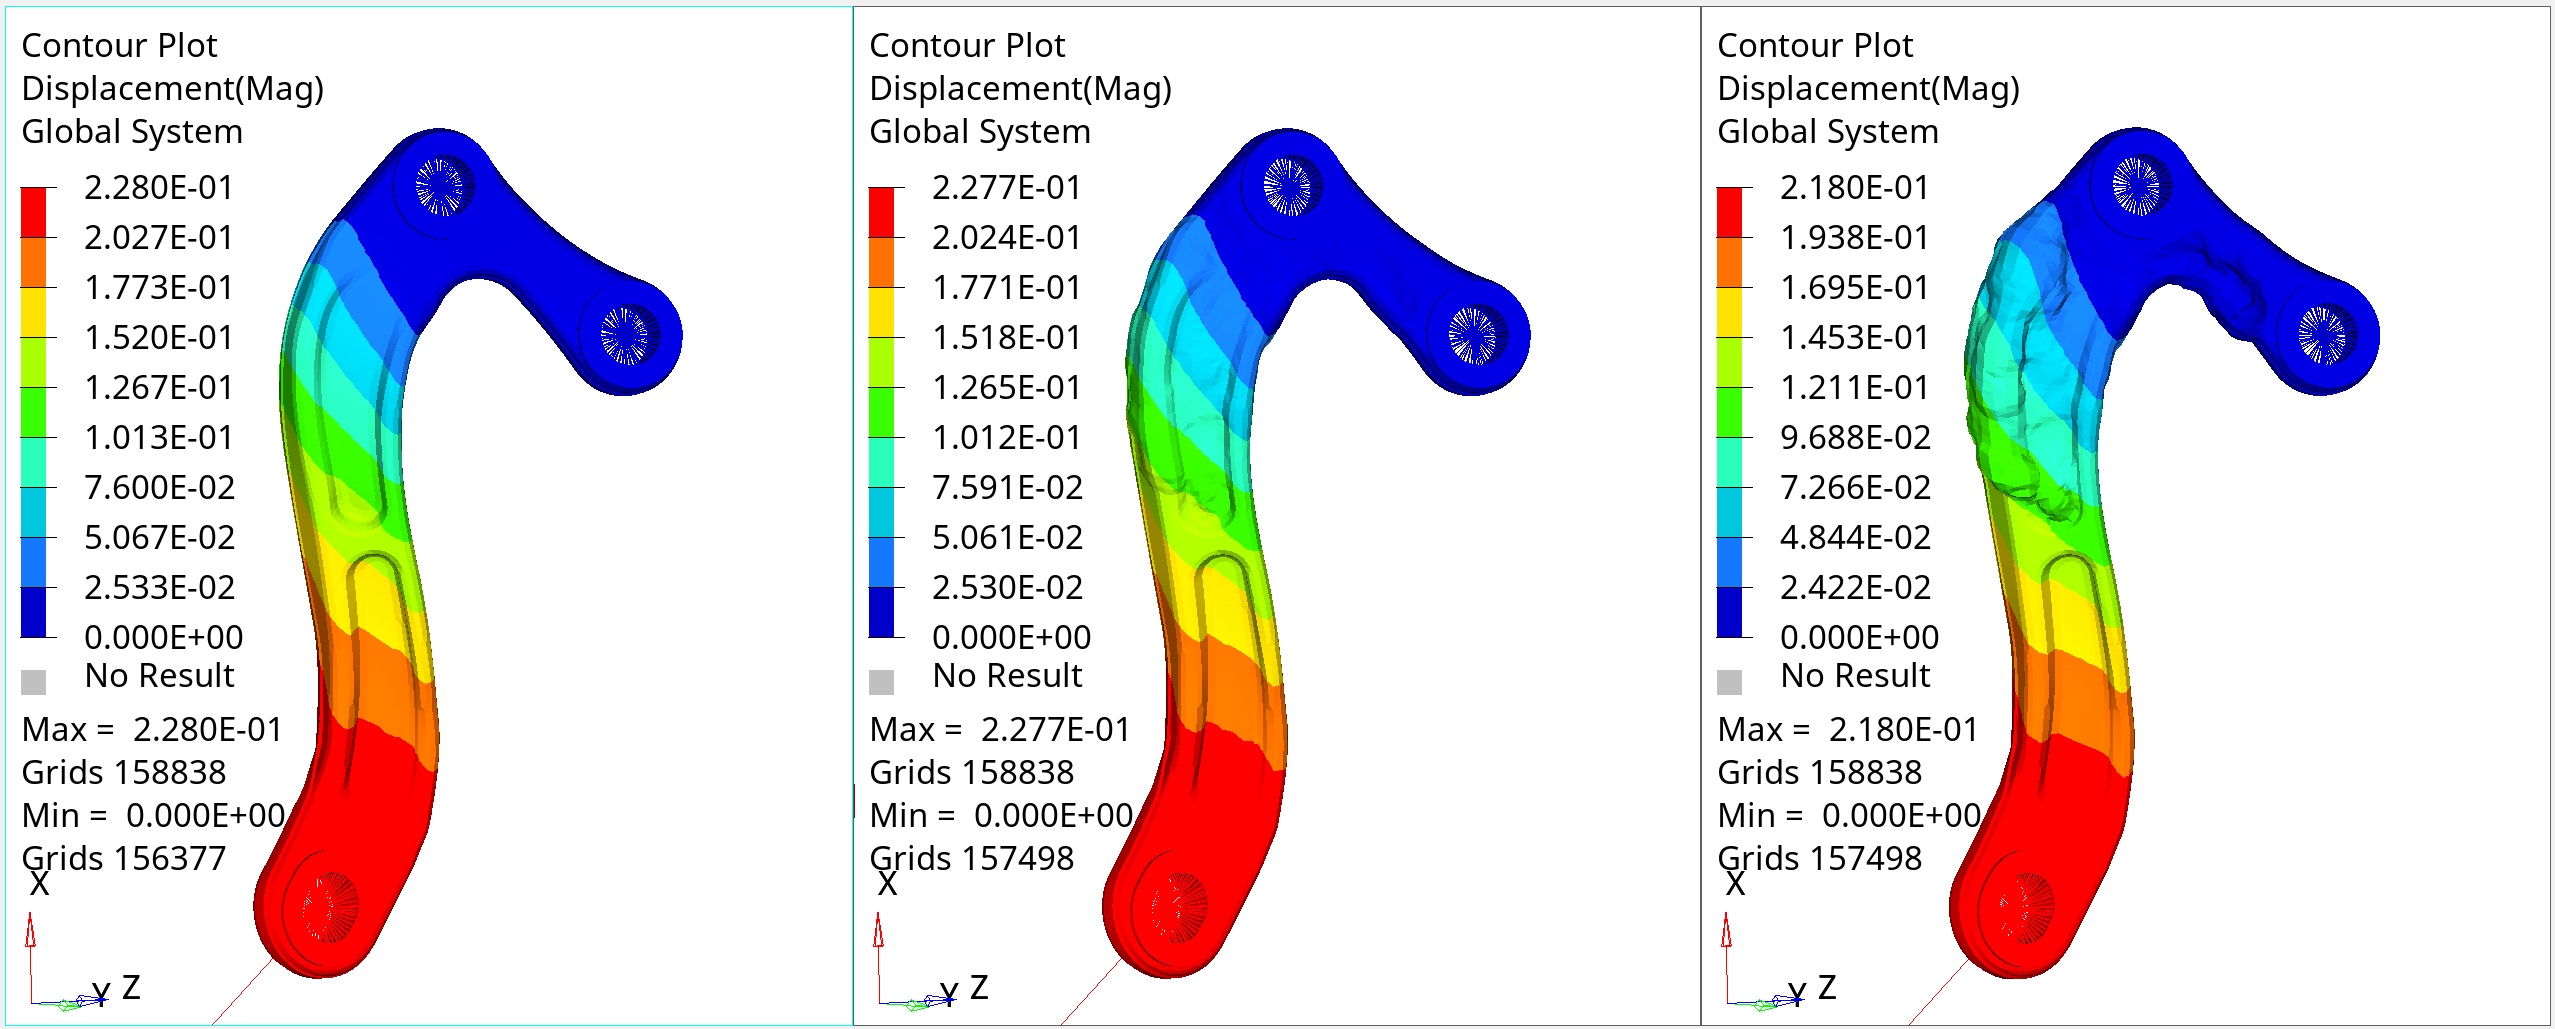 Contour Plot
Displacement(Mag)
Global System
2.280E-01
2.027E-01
1.773E-01
1.520E-01
1.267E-01
1.013E-01
7.600E-02
5.067E-02
2.533E-02
0.000E+00
No Result
Max = 2.280E-01
Grids 158838
Min = 0.000E+00
Grids 156377
X
Y Z
Contour Plot
Displacement(Mag)
Global System
2.277E-01
2.024E-01
1.771E-01
1.518E-01
1.265E-01
1.012E-01
7.591E-02
5.061E-02
2.530E-02
0.000E+00
No Result
Max = 2.277E-01
Grids 158838
Min = 0.000E+00
Grids 157498
X
Y Z
Contour Plot
Displacement(Mag)
Global System
2.180E-01
1.938E-01
1.695E-01
1.453E-01
1.211E-01
9.688E-02
7.266E-02
4.844E-02
2.422E-02
0.000E+00
No Result
Max = 2.180E-01
Grids 158838
Min = 0.000E+00
Grids 157498
X
Y Z